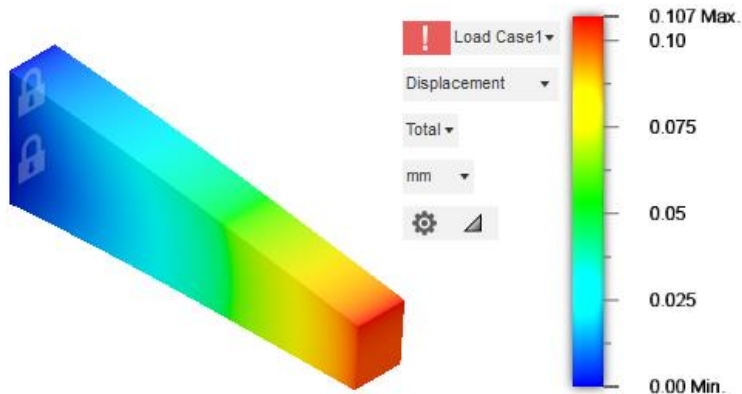 Load Case1
Displacement
Total
mm
0.107 Max.
0.10
0.075
0.05
0.025
0.00 Min.